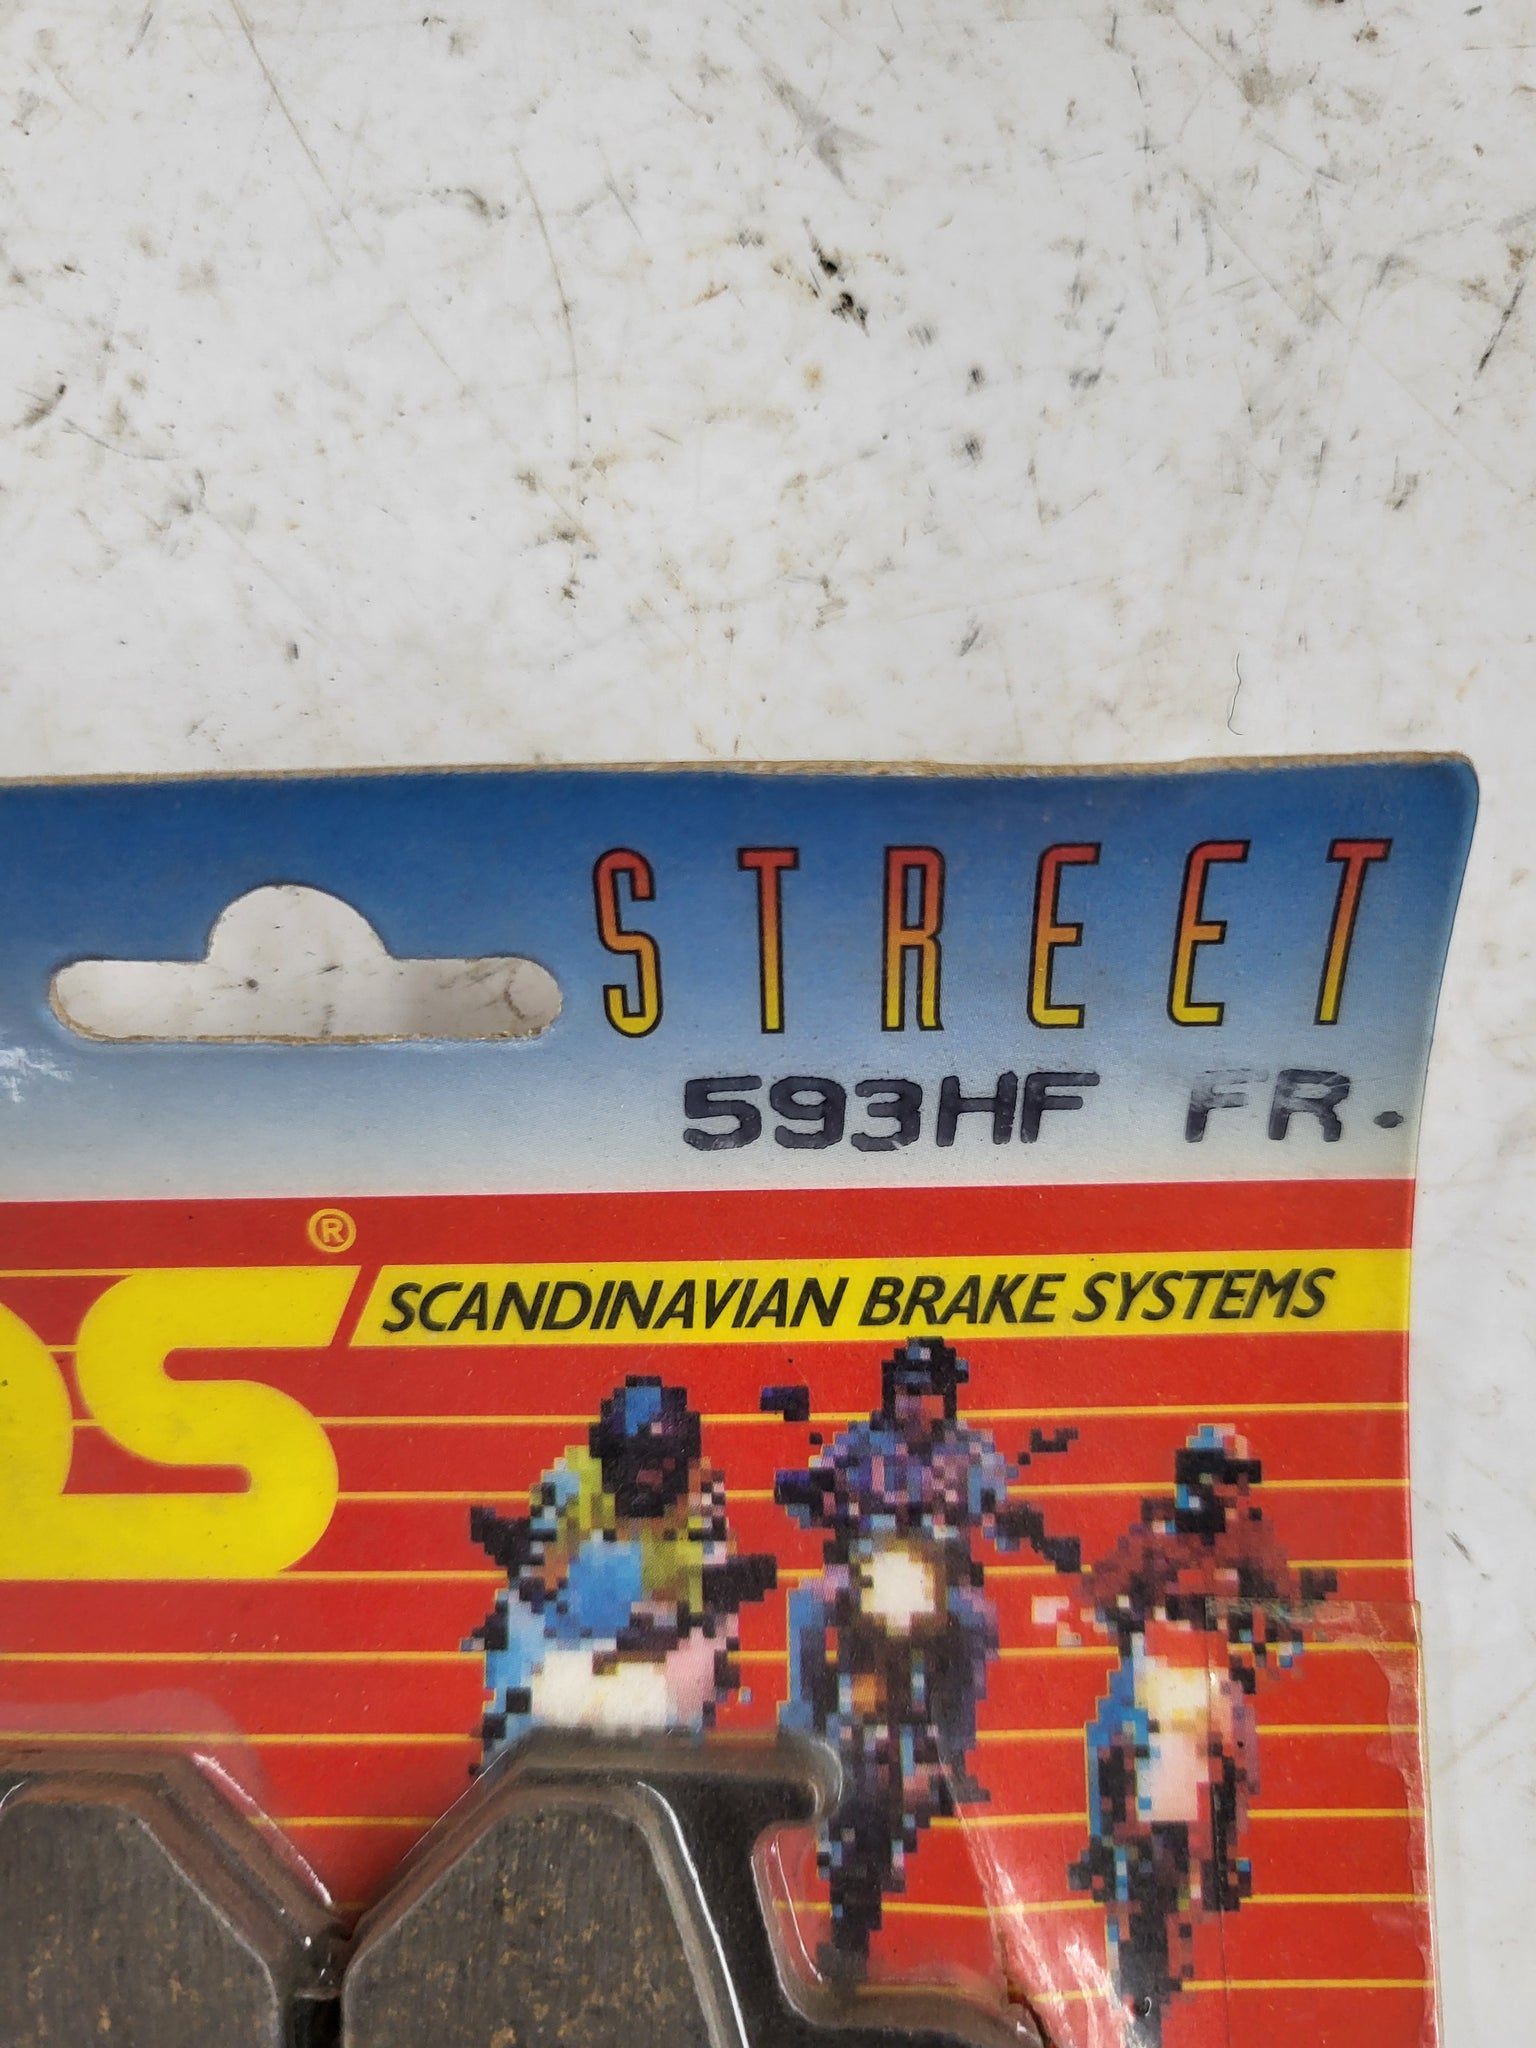 STREET
593HF FR.
®
SCANDINAVIAN BRAKE SYSTEMS